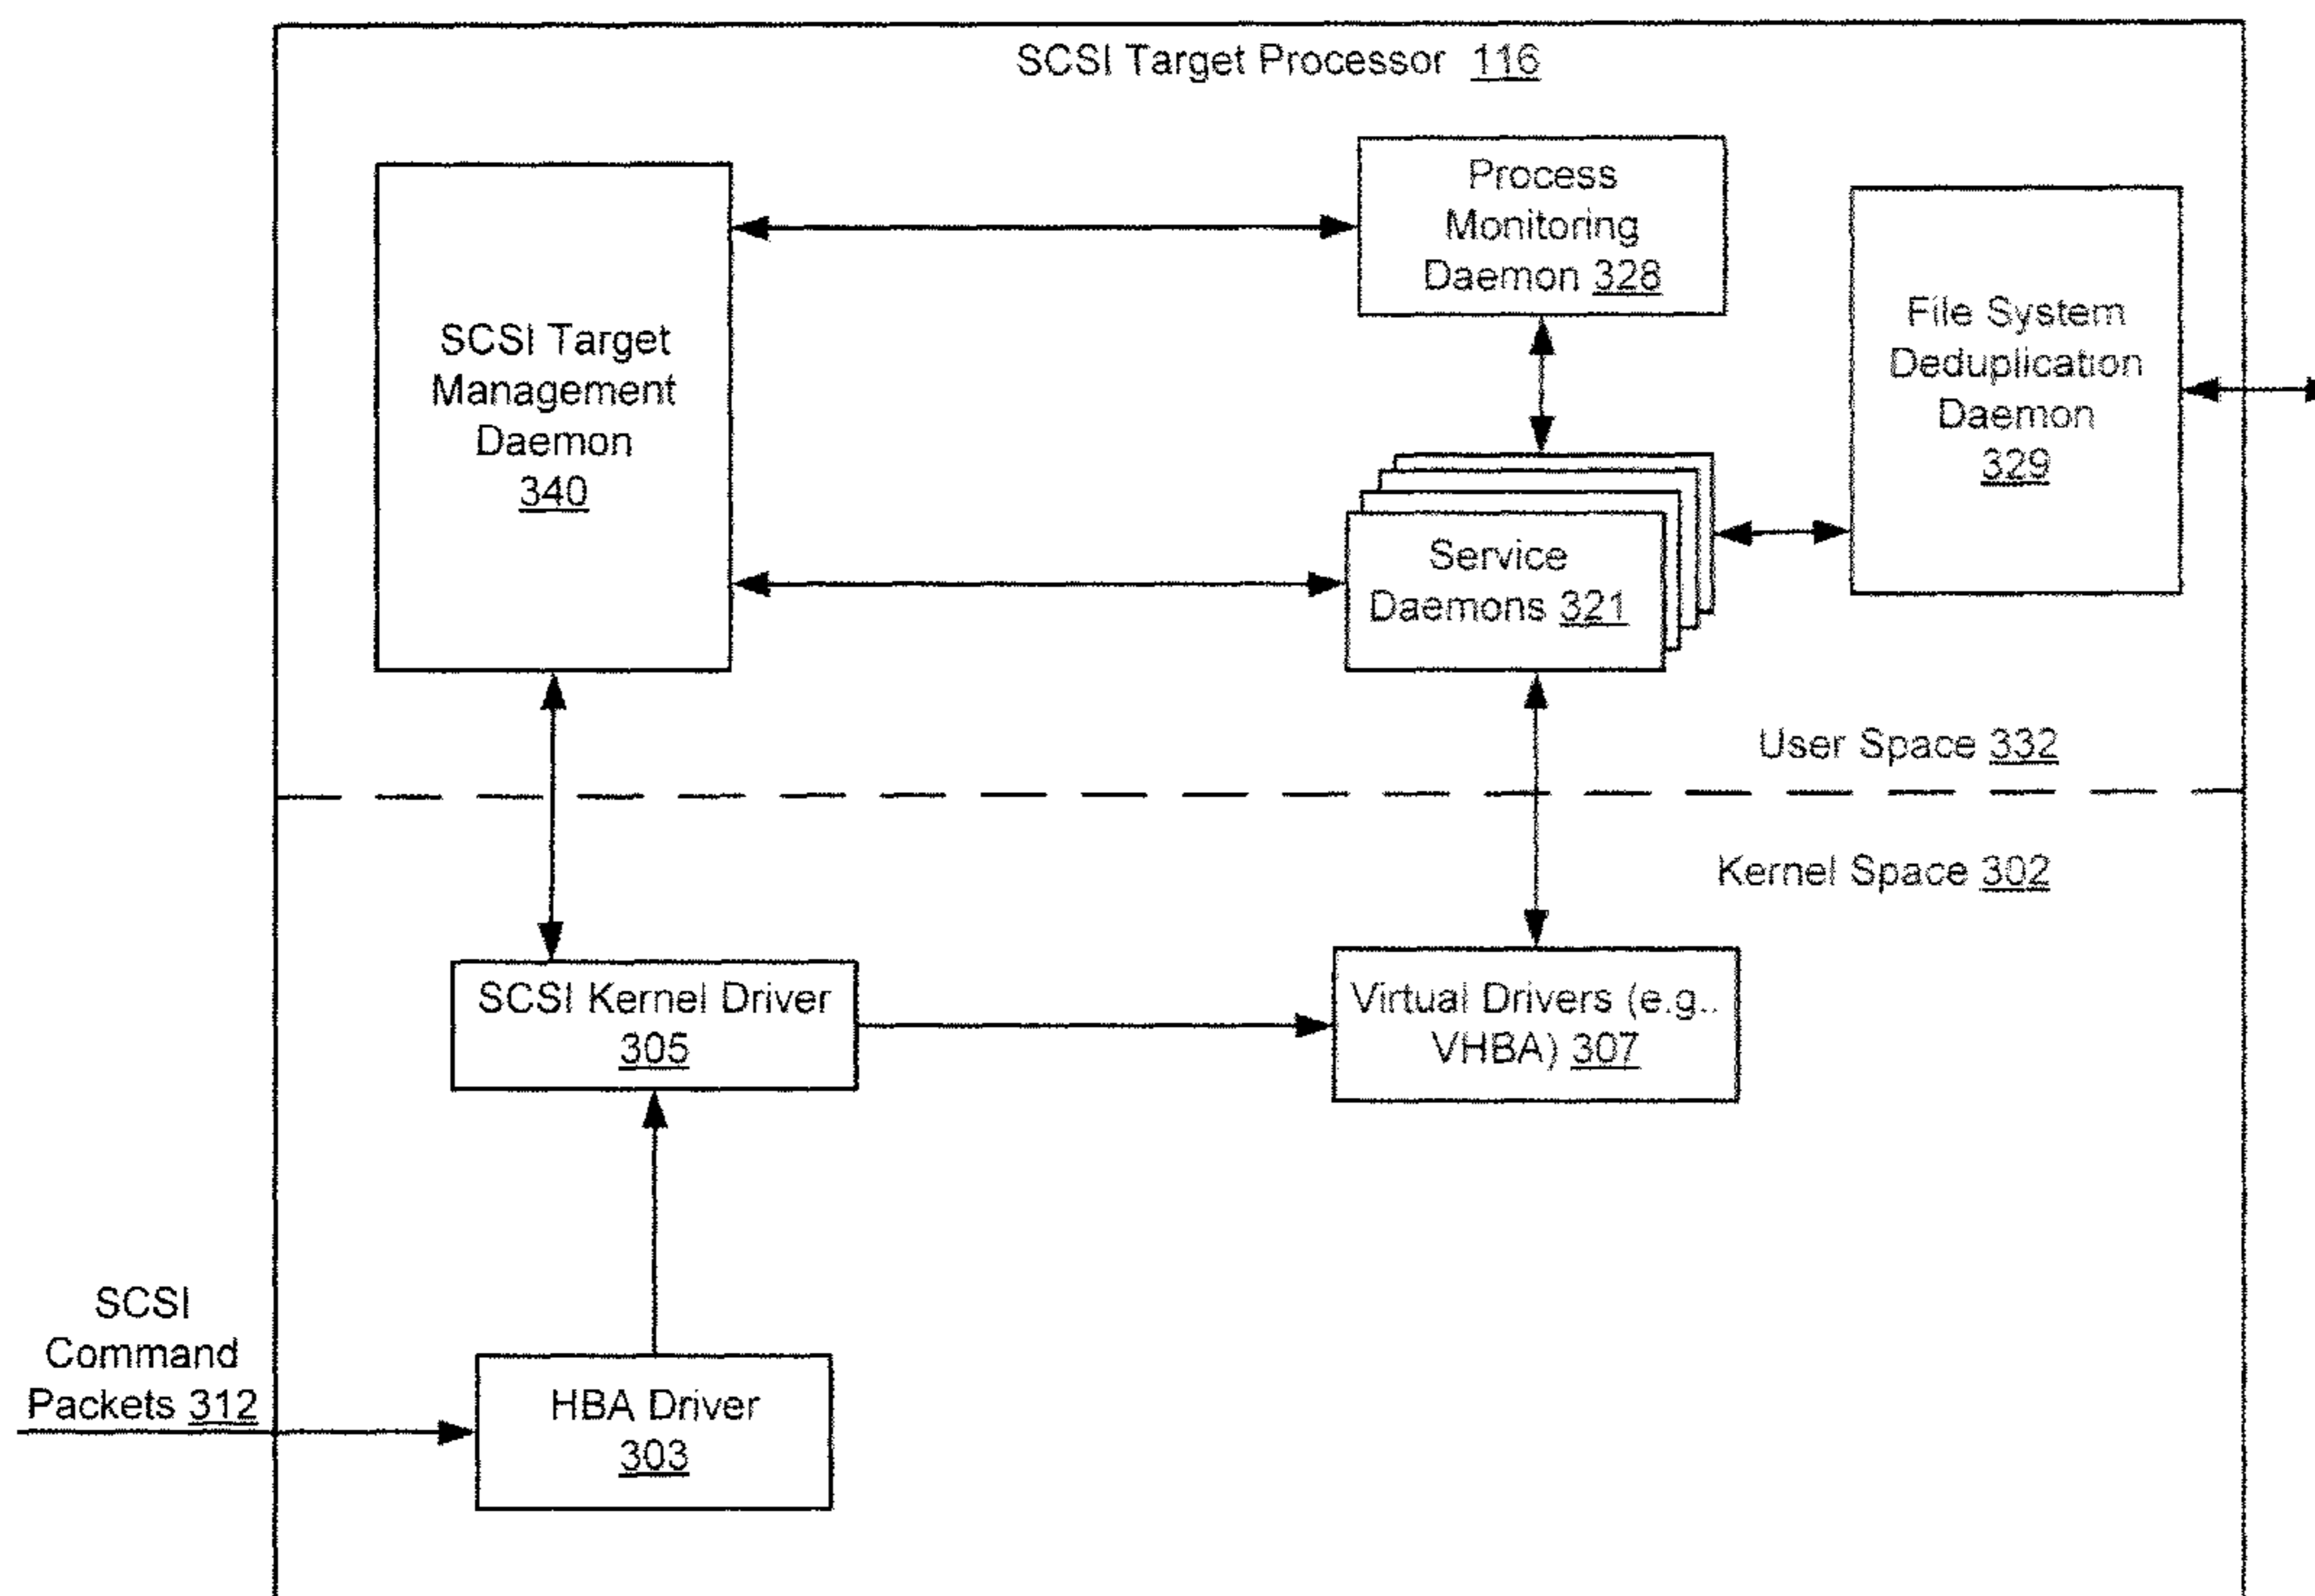 SCSI Target Processor 116
Process
Monitoring
Daemon 328
SCSI Target
Management
Daemon
340
File System
Deduplication
Daemon
329
Service
Daemons 321
User Space 332
Kernel Space 302
SCSI Kernel Driver
305
Virtual Drivers (e.g.,
VHBA) 307
SCSI
Command
Packets 312
HBA Driver
303